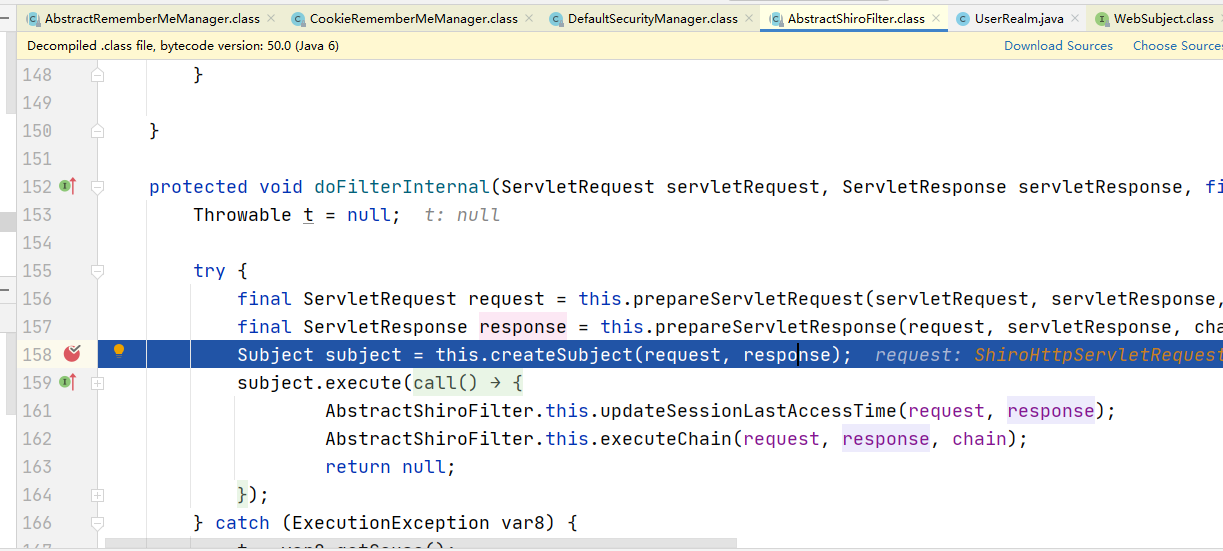 AbstractRememberMeManager.class CookieRememberMeManager.class DefaultSecurityManager.class AbstractShiroFilter.class UserRealm.java WebSubject.class
Decompiled .class file, bytecode version: 50.0 (Java 6) Download Sources Choose Sources
148 }
149
150 }
151
152 protected void doFilterInternal(ServletRequest servletRequest, ServletResponse servletResponse, fi
153 Throwable t = null; t: null
154
155 try {
156 final ServletRequest request = this.prepareServletRequest(servletRequest, servletResponse,
157 final ServletResponse response = this.prepareServletResponse(request, servletResponse, cha
158 Subject subject = this.createSubject(request, response); request: ShiroHttpServletRequest
159 subject.execute(call() → {
161 AbstractShiroFilter.this.updateSessionLastAccessTime(request, response);
162 AbstractShiroFilter.this.executeChain(request, response, chain);
163 return null;
164 });
166 } catch (ExecutionException var8) {